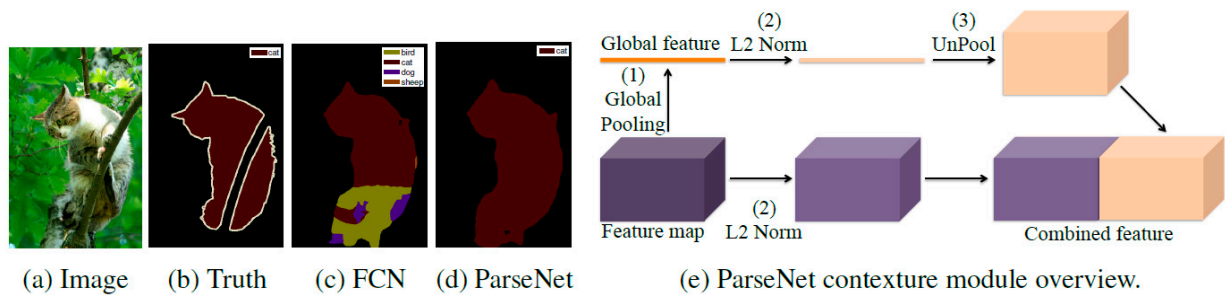 cat
bird
cat
dog
sheep
cat
(a) Image
(b) Truth
(c) FCN
(d) ParseNet
Global feature
(2)
L2 Norm
(3)
UnPool
(1)
Global
Pooling
Feature map
(2)
L2 Norm
Combined feature
(e) ParseNet contexture module overview.